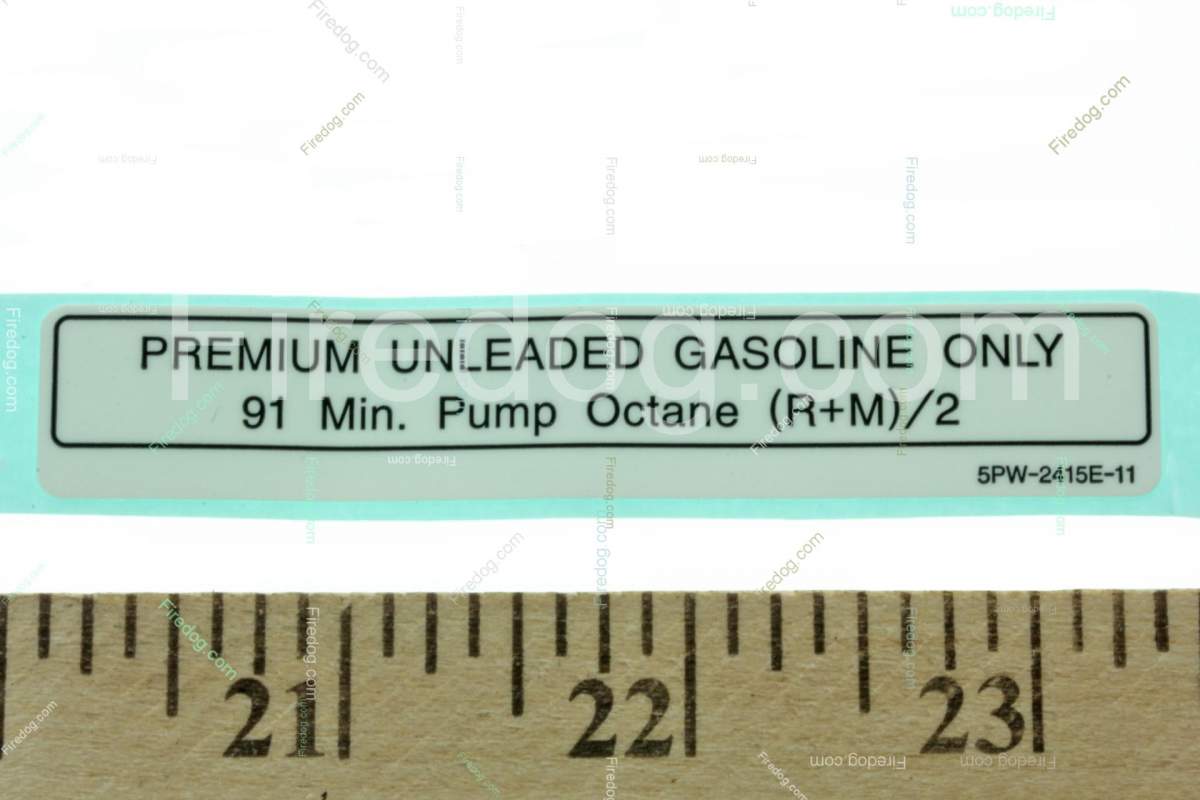 PREMIUM UNLEADED GASOLINE ONLY
91 Min. Pump Octane (R+M)/2
5PW-2415E-11
Firedog.com
21 22 23